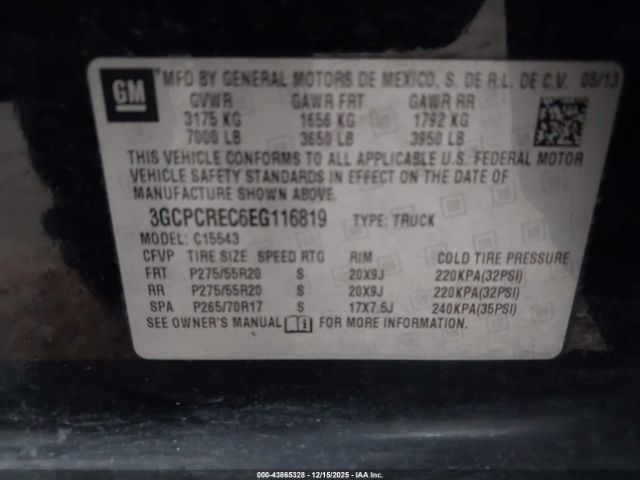 GM
MFD BY GENERAL MOTORS DE MEXICO, S. DE R.L. DE C.V. 05/13
GVWR GAWR FRT GAWR RR
3175 KG 1656 KG 1792 KG
7000 LB 3650 LB 3950 LB
THIS VEHICLE CONFORMS TO ALL APPLICABLE U.S. FEDERAL MOTOR
VEHICLE SAFETY STANDARDS IN EFFECT ON THE DATE OF
MANUFACTURE SHOWN ABOVE.
3GCPCREC6EG116819 TYPE: TRUCK
MODEL: C15543
CFVP TIRE SIZE SPEED RTG RIM COLD TIRE PRESSURE
FRT P275/55R20 S 20X9J 220KPA(32PSI)
RR P275/55R20 S 20X9J 220KPA(32PSI)
SPA P265/70R17 S 17X7.5J 240KPA(35PSI)
SEE OWNER'S MANUAL FOR MORE INFORMATION.
000-43865328 - 12/15/2025 - IAA Inc.